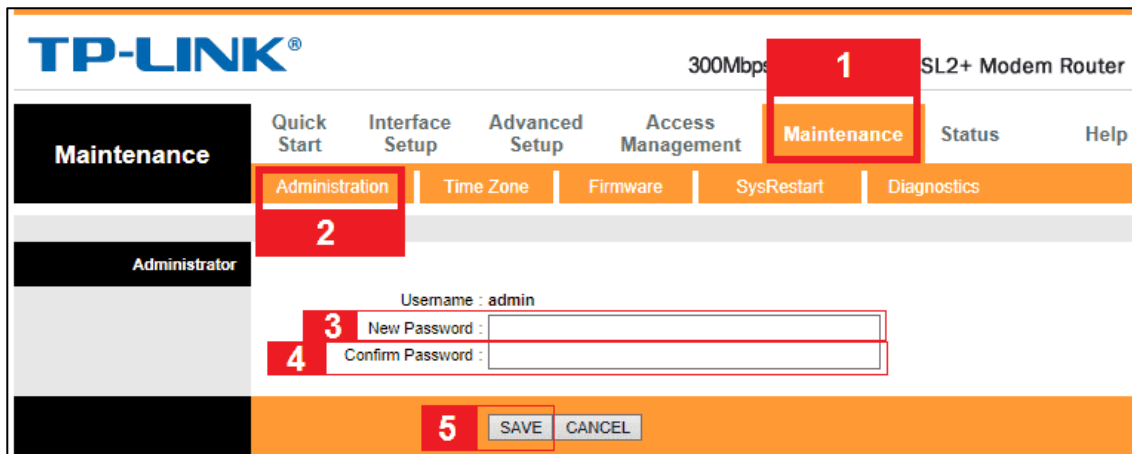 TP-LINK®
300Mbps 1 SL2+ Modem Router
Maintenance
Quick Start Interface Setup Advanced Setup Access Management Maintenance Status Help
Administration Time Zone Firmware SysRestart Diagnostics
2
Administrator
Username : admin
3 New Password :
4 Confirm Password :
5 SAVE CANCEL